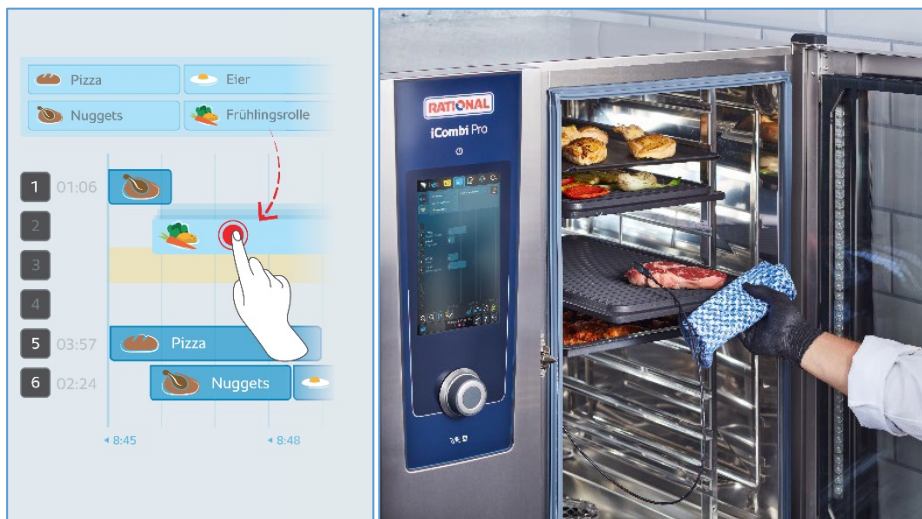 Pizza
Eier
Nuggets
Frühlingsrolle
1 01:06
2
3
4
5 03:57 Pizza
6 02:24 Nuggets
8:45
8:48
RATIONAL
iCombi Pro